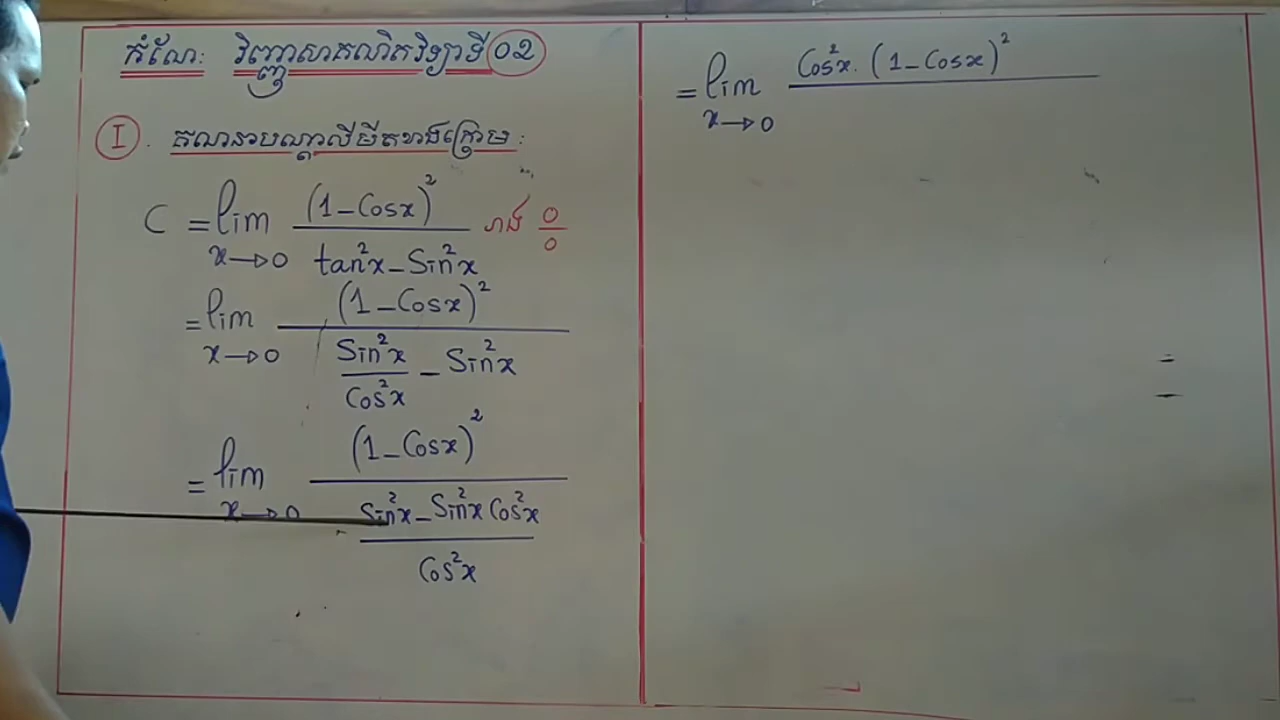 កំណែ: វិញ្ញាសាគណិតវិទ្យាទី 02
I. គណនាបណ្តាលីមីតខាងក្រោម:
C = lim x→0 (1-Cosx)² / (tan²x - Sin²x) រាង 0/0
= lim x→0 (1-Cosx)² / (Sin²x/Cos²x - Sin²x)
= lim x→0 (1-Cosx)² / ((Sin²x - Sin²x Cos²x)/Cos²x)
= lim x→0 Cos²x.(1-Cosx)²